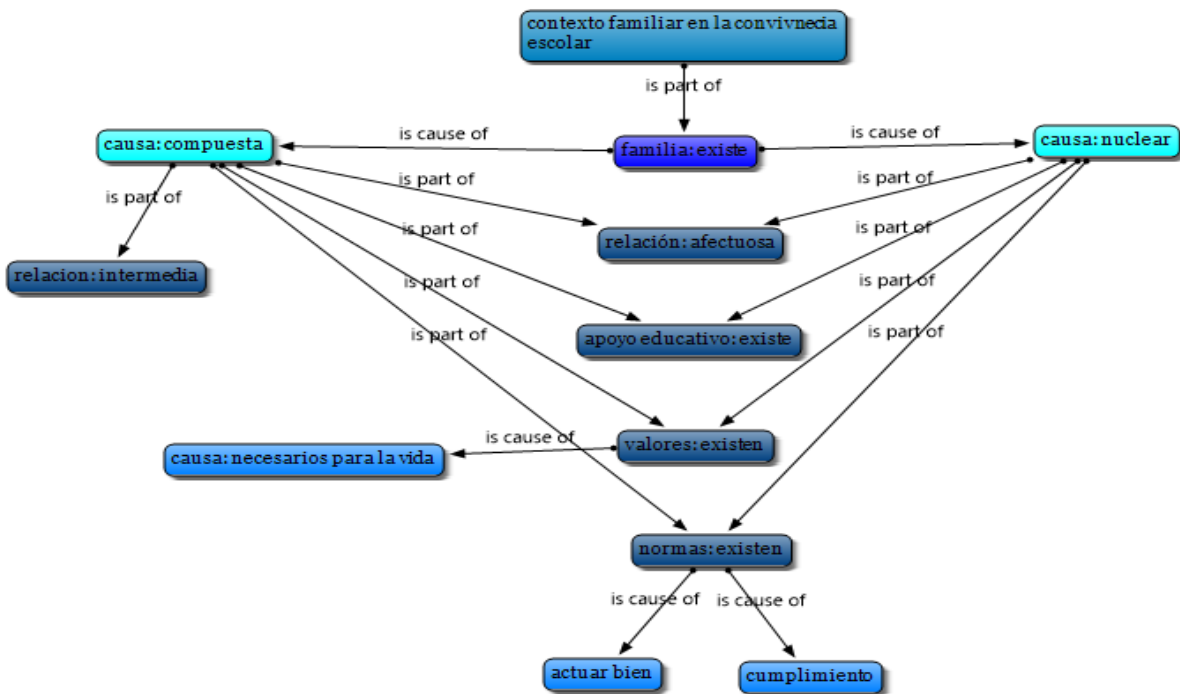 contexto familiar en la convivnecia
escolar
is part of
is cause of
is cause of
causa:compuesta
familia:existe
causa:nuclear
is part of
is part of
is part of
relación:afectuosa
is part of
is part of
relacion:intermedia
is part of
is part of
apoyo educativo:existe
is part of
is part of
is cause of
valores:existen
causa:necesarios para la vida
normas:existen
is cause of
is cause of
actuar bien
cumplimiento